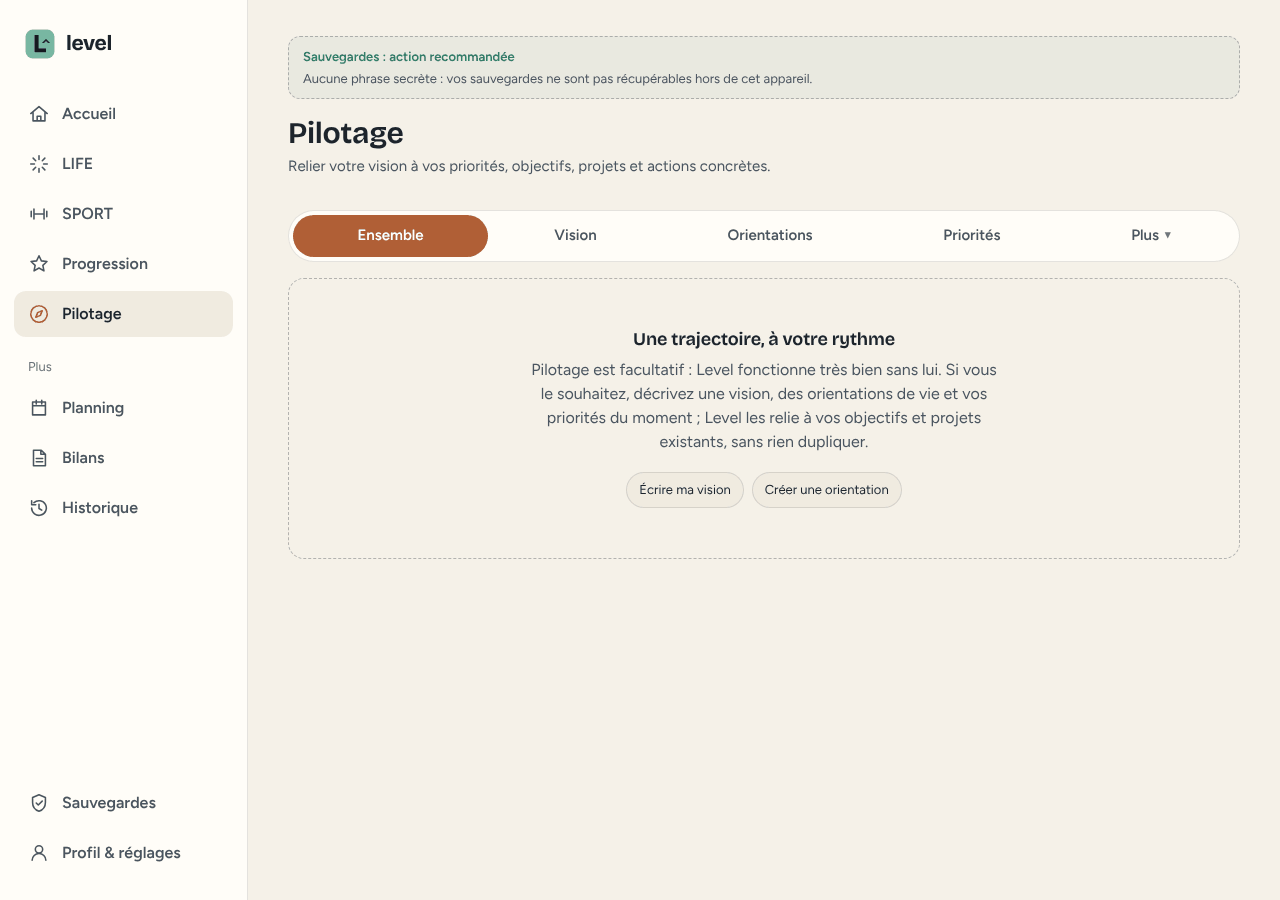 level
Accueil
LIFE
SPORT
Progression
Pilotage
Plus
Planning
Bilans
Historique
Sauvegardes
Profil & réglages
Sauvegardes : action recommandée
Aucune phrase secrète : vos sauvegardes ne sont pas récupérables hors de cet appareil.
Pilotage
Relier votre vision à vos priorités, objectifs, projets et actions concrètes.
Ensemble
Vision
Orientations
Priorités
Plus ▾
Une trajectoire, à votre rythme
Pilotage est facultatif : Level fonctionne très bien sans lui. Si vous
le souhaitez, décrivez une vision, des orientations de vie et vos
priorités du moment ; Level les relie à vos objectifs et projets
existants, sans rien dupliquer.
Écrire ma vision
Créer une orientation